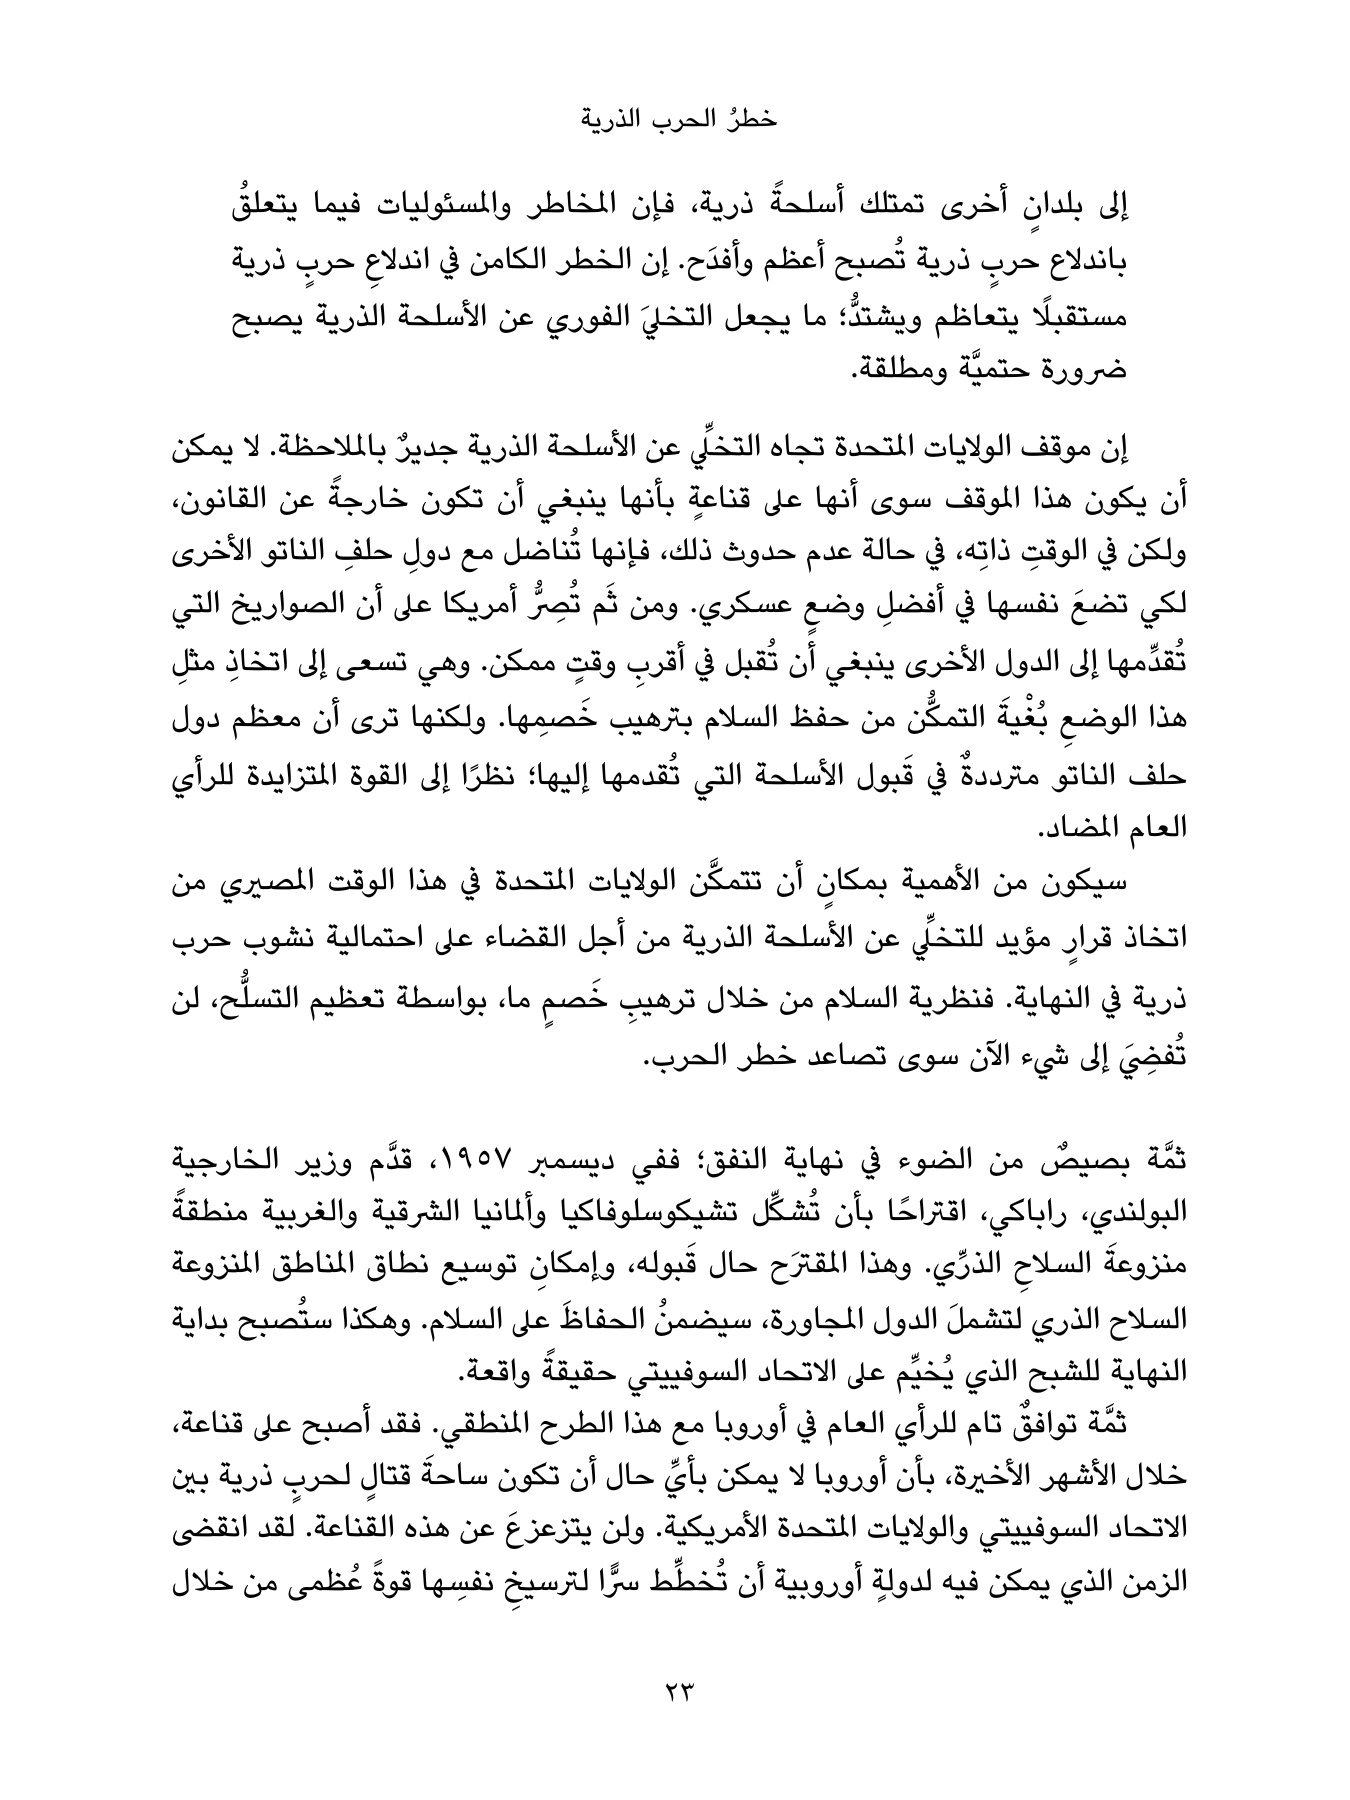 خطرُ الحرب الذرية
إلى بلدانٍ أخرى تمتلك أسلحةً ذرية، فإن المخاطر والمسئوليات فيما يتعلقُ
باندلاع حربٍ ذرية تُصبح أعظم وأفدَح. إن الخطر الكامن في اندلاعِ حربٍ ذرية
مستقبلًا يتعاظم ويشتدُّ؛ ما يجعل التخليَ الفوري عن الأسلحة الذرية يصبح
ضرورة حتميَّة ومطلقة.
إن موقف الولايات المتحدة تجاه التخلِّي عن الأسلحة الذرية جديرٌ بالملاحظة. لا يمكن
أن يكون هذا الموقف سوى أنها على قناعةٍ بأنها ينبغي أن تكون خارجةً عن القانون،
ولكن في الوقتِ ذاتِه، في حالة عدم حدوث ذلك، فإنها تُناضل مع دولِ حلفِ الناتو الأخرى
لكي تضعَ نفسها في أفضلِ وضعٍ عسكري. ومن ثَم تُصِرُّ أمريكا على أن الصواريخ التي
تُقدِّمها إلى الدول الأخرى ينبغي أن تُقبل في أقربِ وقتٍ ممكن. وهي تسعى إلى اتخاذِ مثلِ
هذا الوضعِ بُغْيةَ التمكُّن من حفظ السلام بترهيب خَصمِها. ولكنها ترى أن معظم دول
حلف الناتو مترددةٌ في قَبول الأسلحة التي تُقدمها إليها؛ نظرًا إلى القوة المتزايدة للرأي
العام المضاد.
سيكون من الأهمية بمكانٍ أن تتمكَّن الولايات المتحدة في هذا الوقت المصيري من
اتخاذ قرارٍ مؤيد للتخلِّي عن الأسلحة الذرية من أجل القضاء على احتمالية نشوب حرب
ذرية في النهاية. فنظرية السلام من خلال ترهيبِ خَصمٍ ما، بواسطة تعظيم التسلُّح، لن
تُفضِيَ إلى شيء الآن سوى تصاعد خطر الحرب.
ثمَّة بصيصٌ من الضوء في نهاية النفق؛ ففي ديسمبر ١٩٥٧، قدَّم وزير الخارجية
البولندي، راباكي، اقتراحًا بأن تُشكِّل تشيكوسلوفاكيا وألمانيا الشرقية والغربية منطقةً
منزوعةَ السلاحِ الذرِّي. وهذا المقترَح حال قَبوله، وإمكانِ توسيع نطاق المناطق المنزوعة
السلاح الذري لتشملَ الدول المجاورة، سيضمنُ الحفاظَ على السلام. وهكذا ستُصبح بداية
النهاية للشبح الذي يُخيِّم على الاتحاد السوفييتي حقيقةً واقعة.
ثمَّة توافقٌ تام للرأي العام في أوروبا مع هذا الطرح المنطقي. فقد أصبح على قناعة،
خلال الأشهر الأخيرة، بأن أوروبا لا يمكن بأيِّ حال أن تكون ساحةَ قتالٍ لحربٍ ذرية بين
الاتحاد السوفييتي والولايات المتحدة الأمريكية. ولن يتزعزعَ عن هذه القناعة. لقد انقضى
الزمن الذي يمكن فيه لدولةٍ أوروبية أن تُخطِّط سرًّا لترسيخِ نفسِها قوةً عُظمى من خلال
٢٣